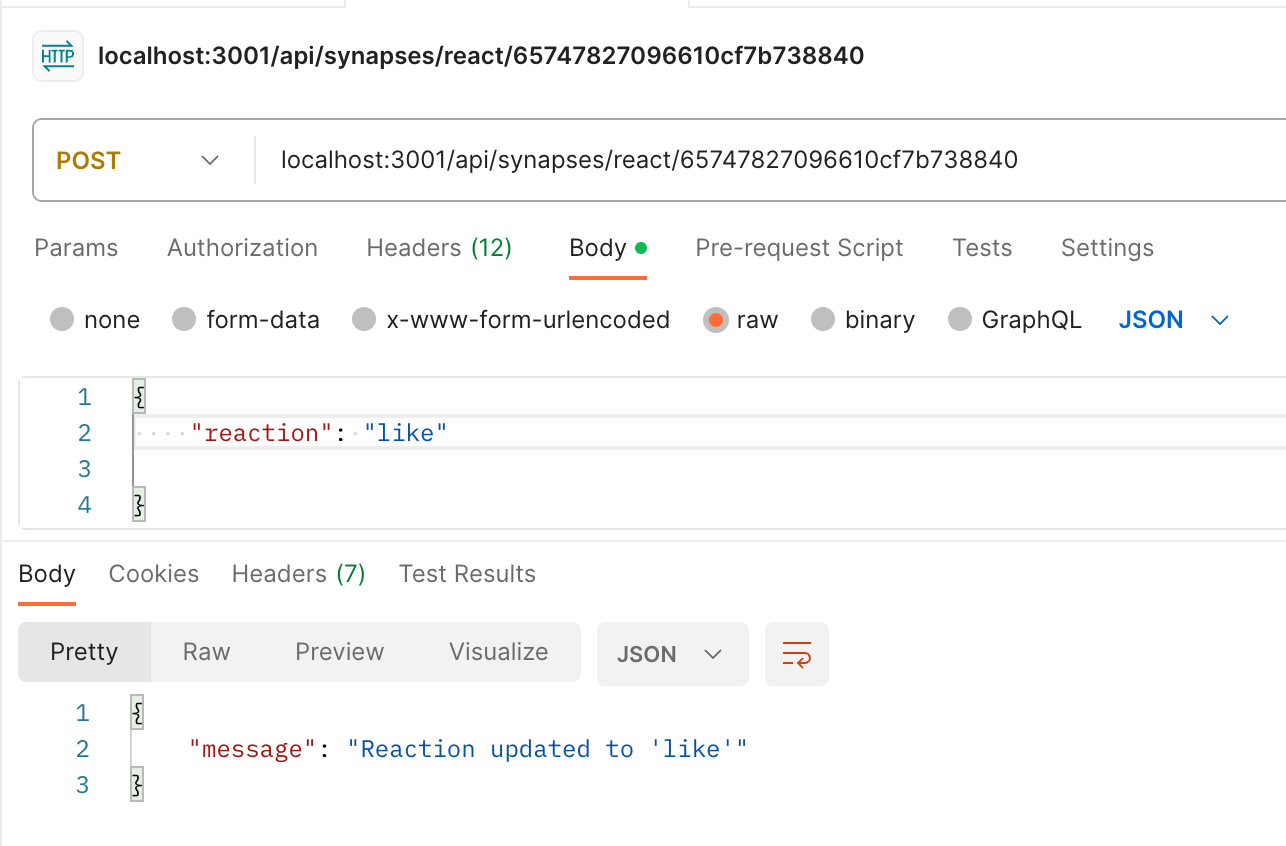 HTTP localhost:3001/api/synapses/react/65747827096610cf7b738840
POST localhost:3001/api/synapses/react/65747827096610cf7b738840
Params Authorization Headers (12) Body Pre-request Script Tests Settings
none form-data x-www-form-urlencoded raw binary GraphQL JSON
1 {
2 ····"reaction":·"like"
3
4 }
Body Cookies Headers (7) Test Results
Pretty Raw Preview Visualize JSON
1 {
2 "message": "Reaction updated to 'like'"
3 }